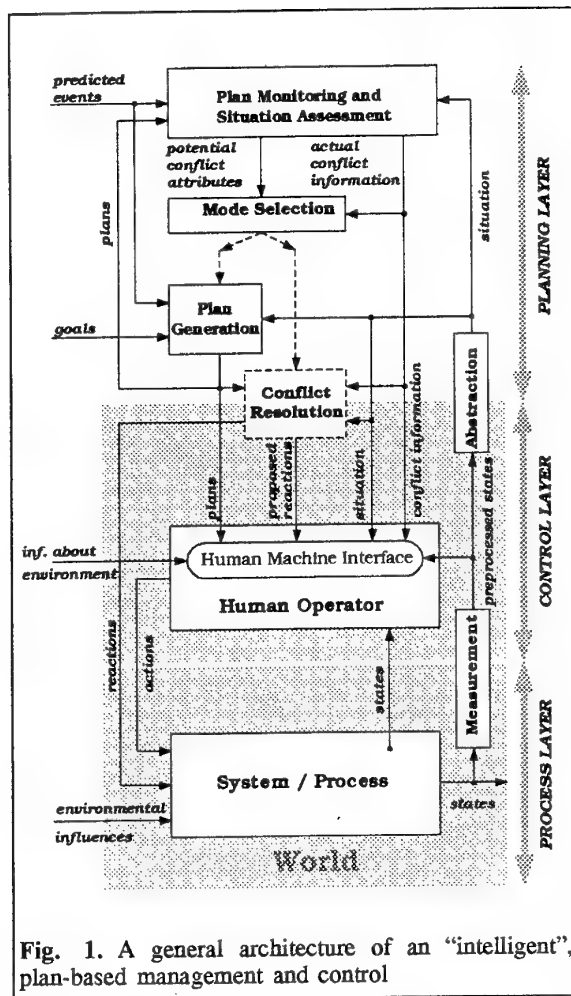 predicted
events
Plan Monitoring and
Situation Assessment
potential
conflict
attributes
actual
conflict
information
plans
situation
PLANNING LAYER
Mode Selection
Plan
Generation
goals
Conflict
Resolution
Abstraction
plans
proposed
reactions
situation
conflict information
preprocessed states
CONTROL LAYER
inf. about
environment
Human Machine Interface
Human Operator
reactions
actions
states
Measurement
PROCESS LAYER
System / Process
states
environmental
influences
World
Fig. 1. A general architecture of an “intelligent”,
plan-based management and control